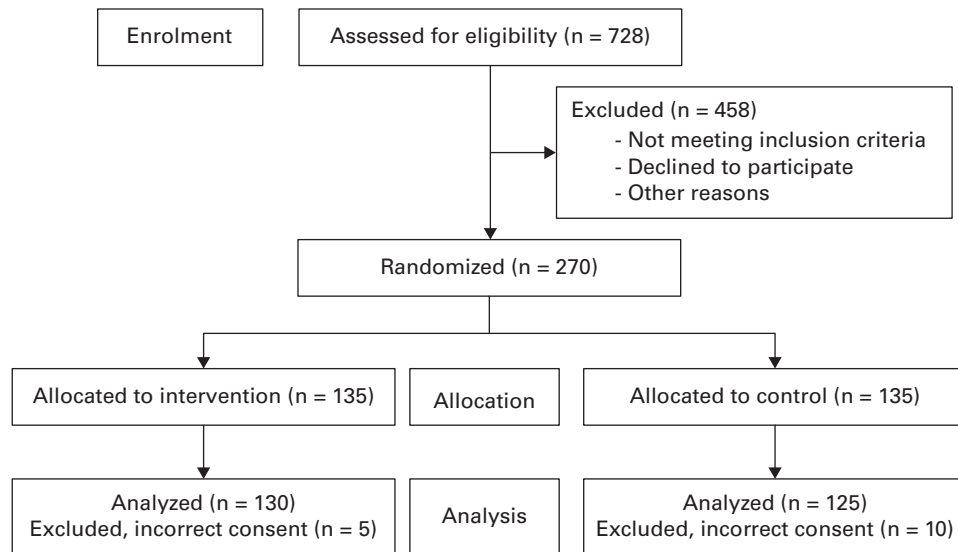 Enrolment
Assessed for eligibility (n = 728)
Excluded (n = 458)
- Not meeting inclusion criteria
- Declined to participate
- Other reasons
Randomized (n = 270)
Allocated to intervention (n = 135)
Allocation
Allocated to control (n = 135)
Analyzed (n = 130)
Excluded, incorrect consent (n = 5)
Analysis
Analyzed (n = 125)
Excluded, incorrect consent (n = 10)